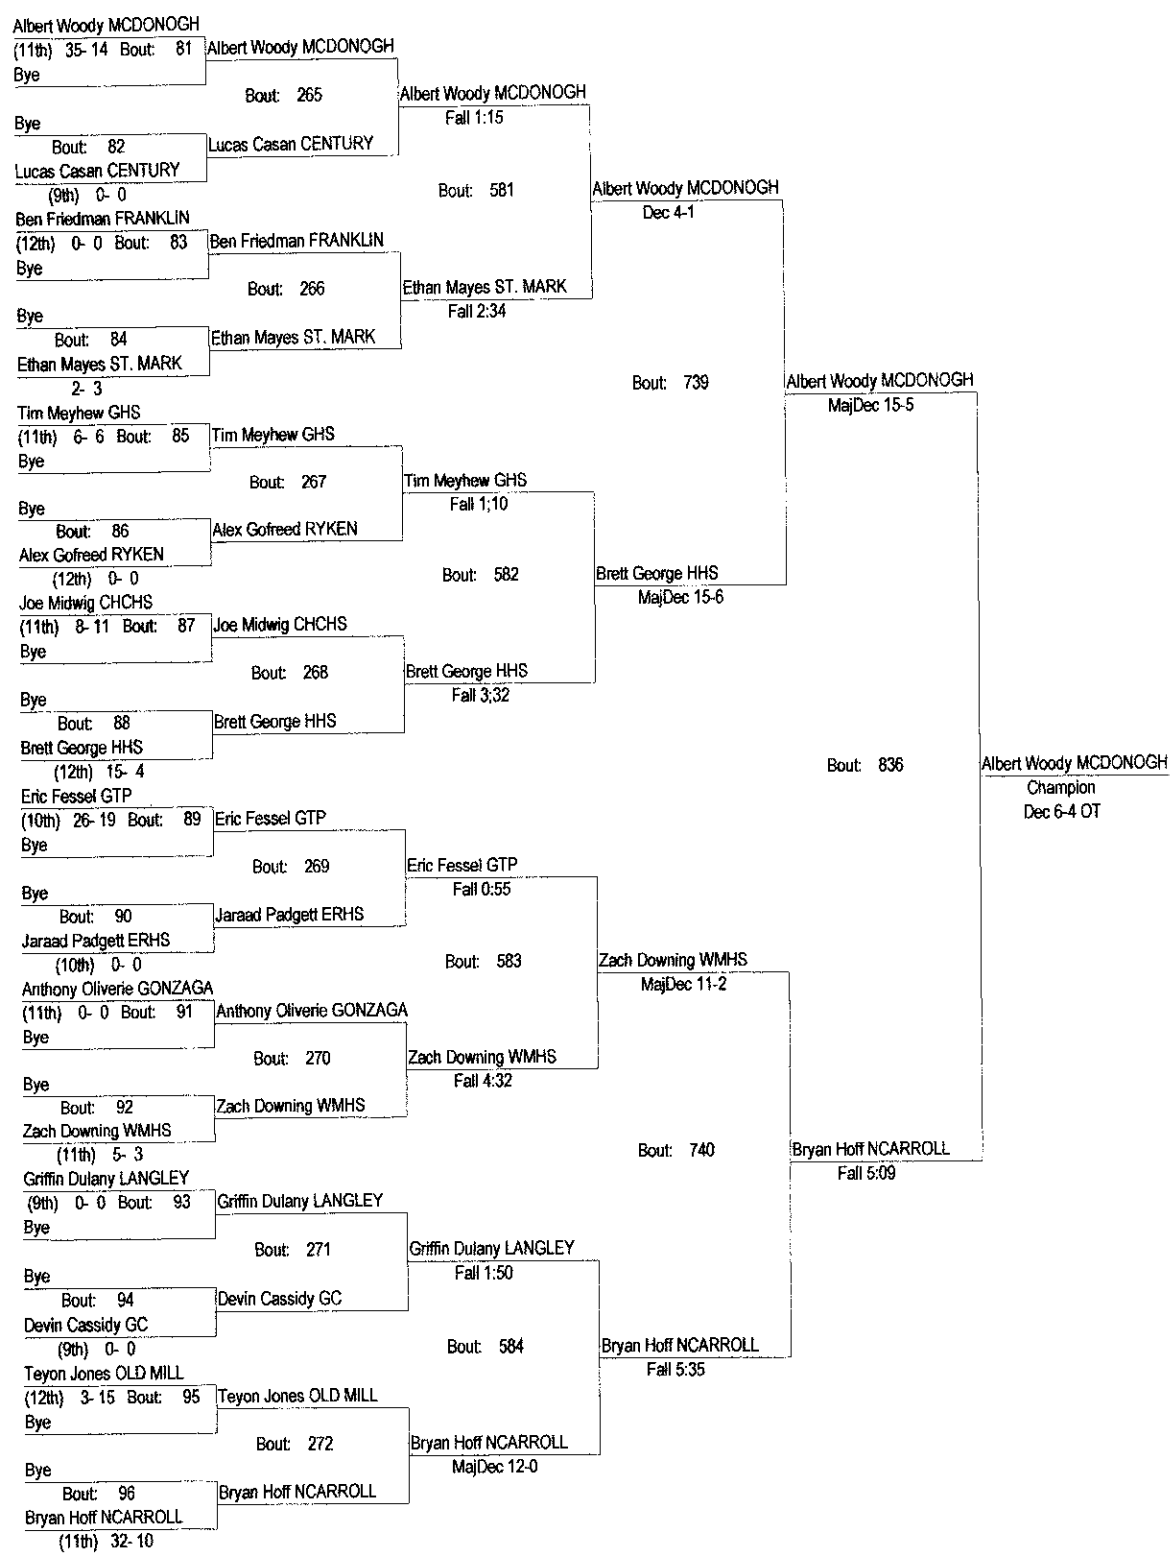 Albert Woody MCDONOGH
(11th) 35- 14 Bout: 81 Albert Woody MCDONOGH
Bye
Bout: 265 Albert Woody MCDONOGH
Fall 1:15
Bye
Bout: 82 Lucas Casan CENTURY
Lucas Casan CENTURY
(9th) 0- 0 Bout: 581 Albert Woody MCDONOGH
Dec 4-1
Ben Friedman FRANKLIN
(12th) 0- 0 Bout: 83 Ben Friedman FRANKLIN
Bye
Bout: 266 Ethan Mayes ST. MARK
Fall 2:34
Bye
Bout: 84 Ethan Mayes ST. MARK
Ethan Mayes ST. MARK
2- 3 Bout: 739 Albert Woody MCDONOGH
MajDec 15-5
Tim Meyhew GHS
(11th) 6- 6 Bout: 85 Tim Meyhew GHS
Bye
Bout: 267 Tim Meyhew GHS
Fall 1;10
Bye
Bout: 86 Alex Gofreed RYKEN
Alex Gofreed RYKEN
(12th) 0- 0 Bout: 582 Brett George HHS
MajDec 15-6
Joe Midwig CHCHS
(11th) 8- 11 Bout: 87 Joe Midwig CHCHS
Bye
Bout: 268 Brett George HHS
Fall 3;32
Bye
Bout: 88 Brett George HHS
Brett George HHS
(12th) 15- 4 Bout: 836 Albert Woody MCDONOGH
Champion
Dec 6-4 OT
Eric Fessel GTP
(10th) 26- 19 Bout: 89 Eric Fessel GTP
Bye
Bout: 269 Eric Fessel GTP
Fall 0:55
Bye
Bout: 90 Jaraad Padgett ERHS
Jaraad Padgett ERHS
(10th) 0- 0 Bout: 583 Zach Downing WMHS
MajDec 11-2
Anthony Oliverie GONZAGA
(11th) 0- 0 Bout: 91 Anthony Oliverie GONZAGA
Bye
Bout: 270 Zach Downing WMHS
Fall 4:32
Bye
Bout: 92 Zach Downing WMHS
Zach Downing WMHS
(11th) 5- 3 Bout: 740 Bryan Hoff NCARROLL
Fall 5:09
Griffin Dulany LANGLEY
(9th) 0- 0 Bout: 93 Griffin Dulany LANGLEY
Bye
Bout: 271 Griffin Dulany LANGLEY
Fall 1:50
Bye
Bout: 94 Devin Cassidy GC
Devin Cassidy GC
(9th) 0- 0 Bout: 584 Bryan Hoff NCARROLL
Fall 5:35
Teyon Jones OLD MILL
(12th) 3- 15 Bout: 95 Teyon Jones OLD MILL
Bye
Bout: 272 Bryan Hoff NCARROLL
MajDec 12-0
Bye
Bout: 96 Bryan Hoff NCARROLL
Bryan Hoff NCARROLL
(11th) 32- 10